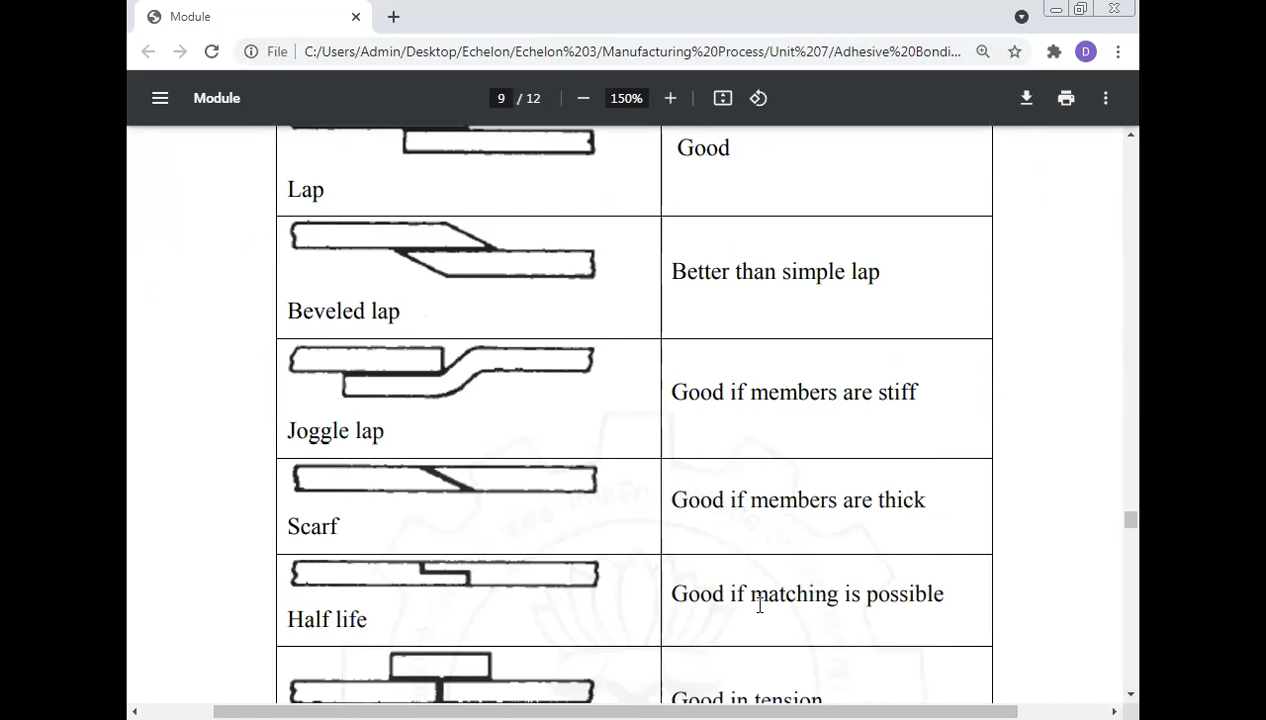 Module
File
C:/Users/Admin/Desktop/Echelon/Echelon%203/Manufacturing%20Process/Unit%207/Adhesive%20Bondi...
D
Module
9 / 12
150%
Good
Lap
Better than simple lap
Beveled lap
Good if members are stiff
Joggle lap
Good if members are thick
Scarf
Good if matching is possible
Half life
Good in tension